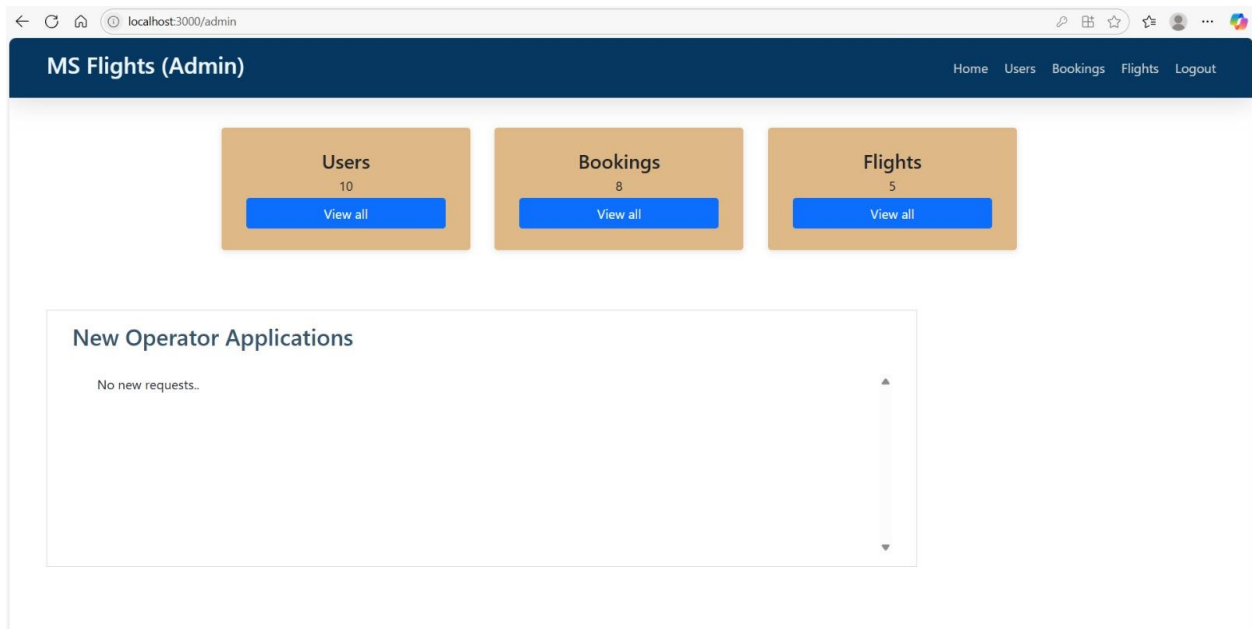 localhost:3000/admin
MS Flights (Admin)
Home Users Bookings Flights Logout
Users
10
View all
Bookings
8
View all
Flights
5
View all
New Operator Applications
No new requests..